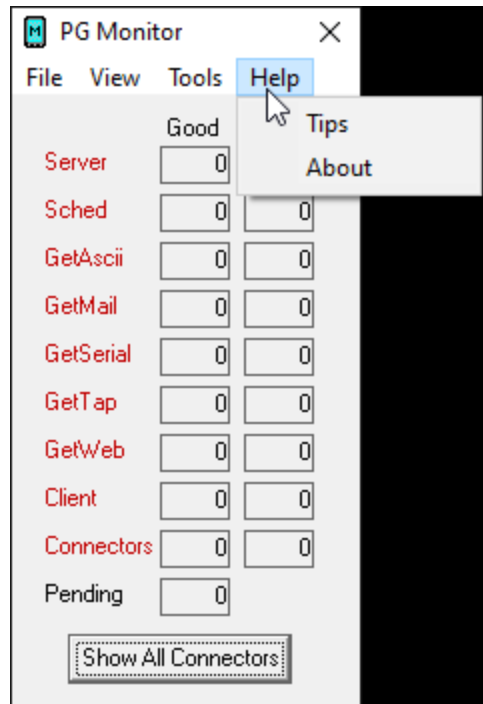 M PG Monitor
File View Tools Help
Tips
About
Good
Server 0
Sched 0 0
GetAscii 0 0
GetMail 0 0
GetSerial 0 0
GetTap 0 0
GetWeb 0 0
Client 0 0
Connectors 0 0
Pending 0
Show All Connectors